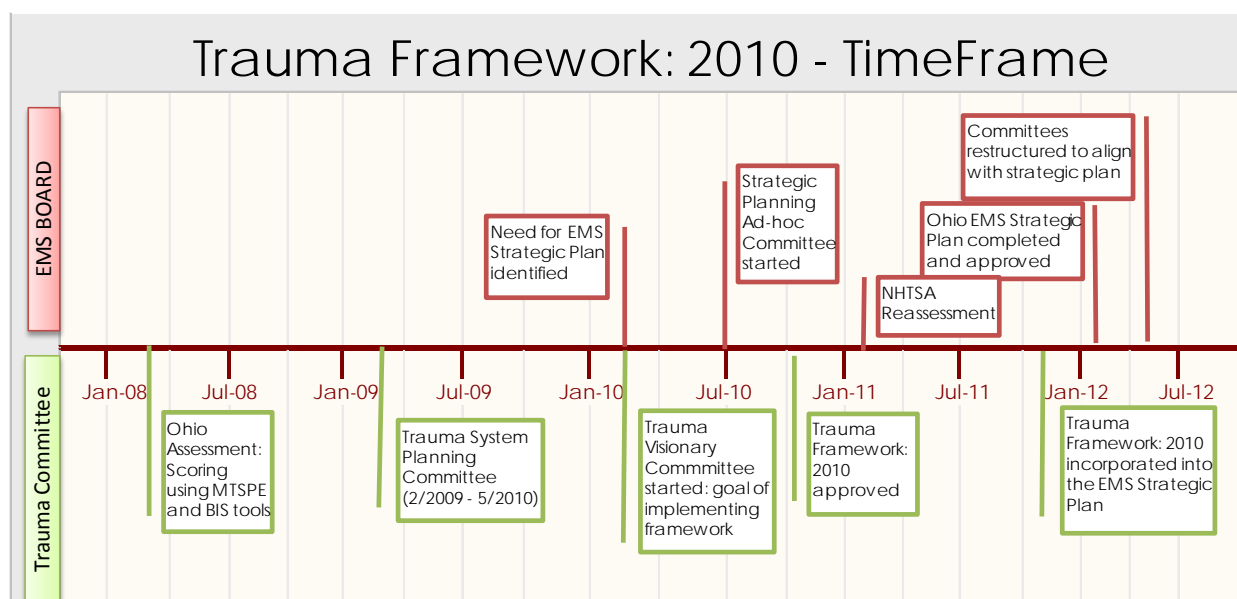 Trauma Framework: 2010 - TimeFrame
EMS BOARD
Committees
restructured to align
with strategic plan
Strategic
Planning
Ad-hoc
Committee
started
Ohio EMS Strategic
Plan completed
and approved
Need for EMS
Strategic Plan
identified
NHTSA
Reassessment
Jan-08
Jul-08
Jan-09
Jul-09
Jan-10
Jul-10
Jan-11
Jul-11
Jan-12
Jul-12
Trauma Committee
Ohio
Assessment:
Scoring
using MTSPE
and BIS tools
Trauma System
Planning
Committee
(2/2009 - 5/2010)
Trauma
Visionary
Commmittee
started: goal of
implementing
framework
Trauma
Framework:
2010
approved
Trauma
Framework: 2010
incorporated into
the EMS Strategic
Plan